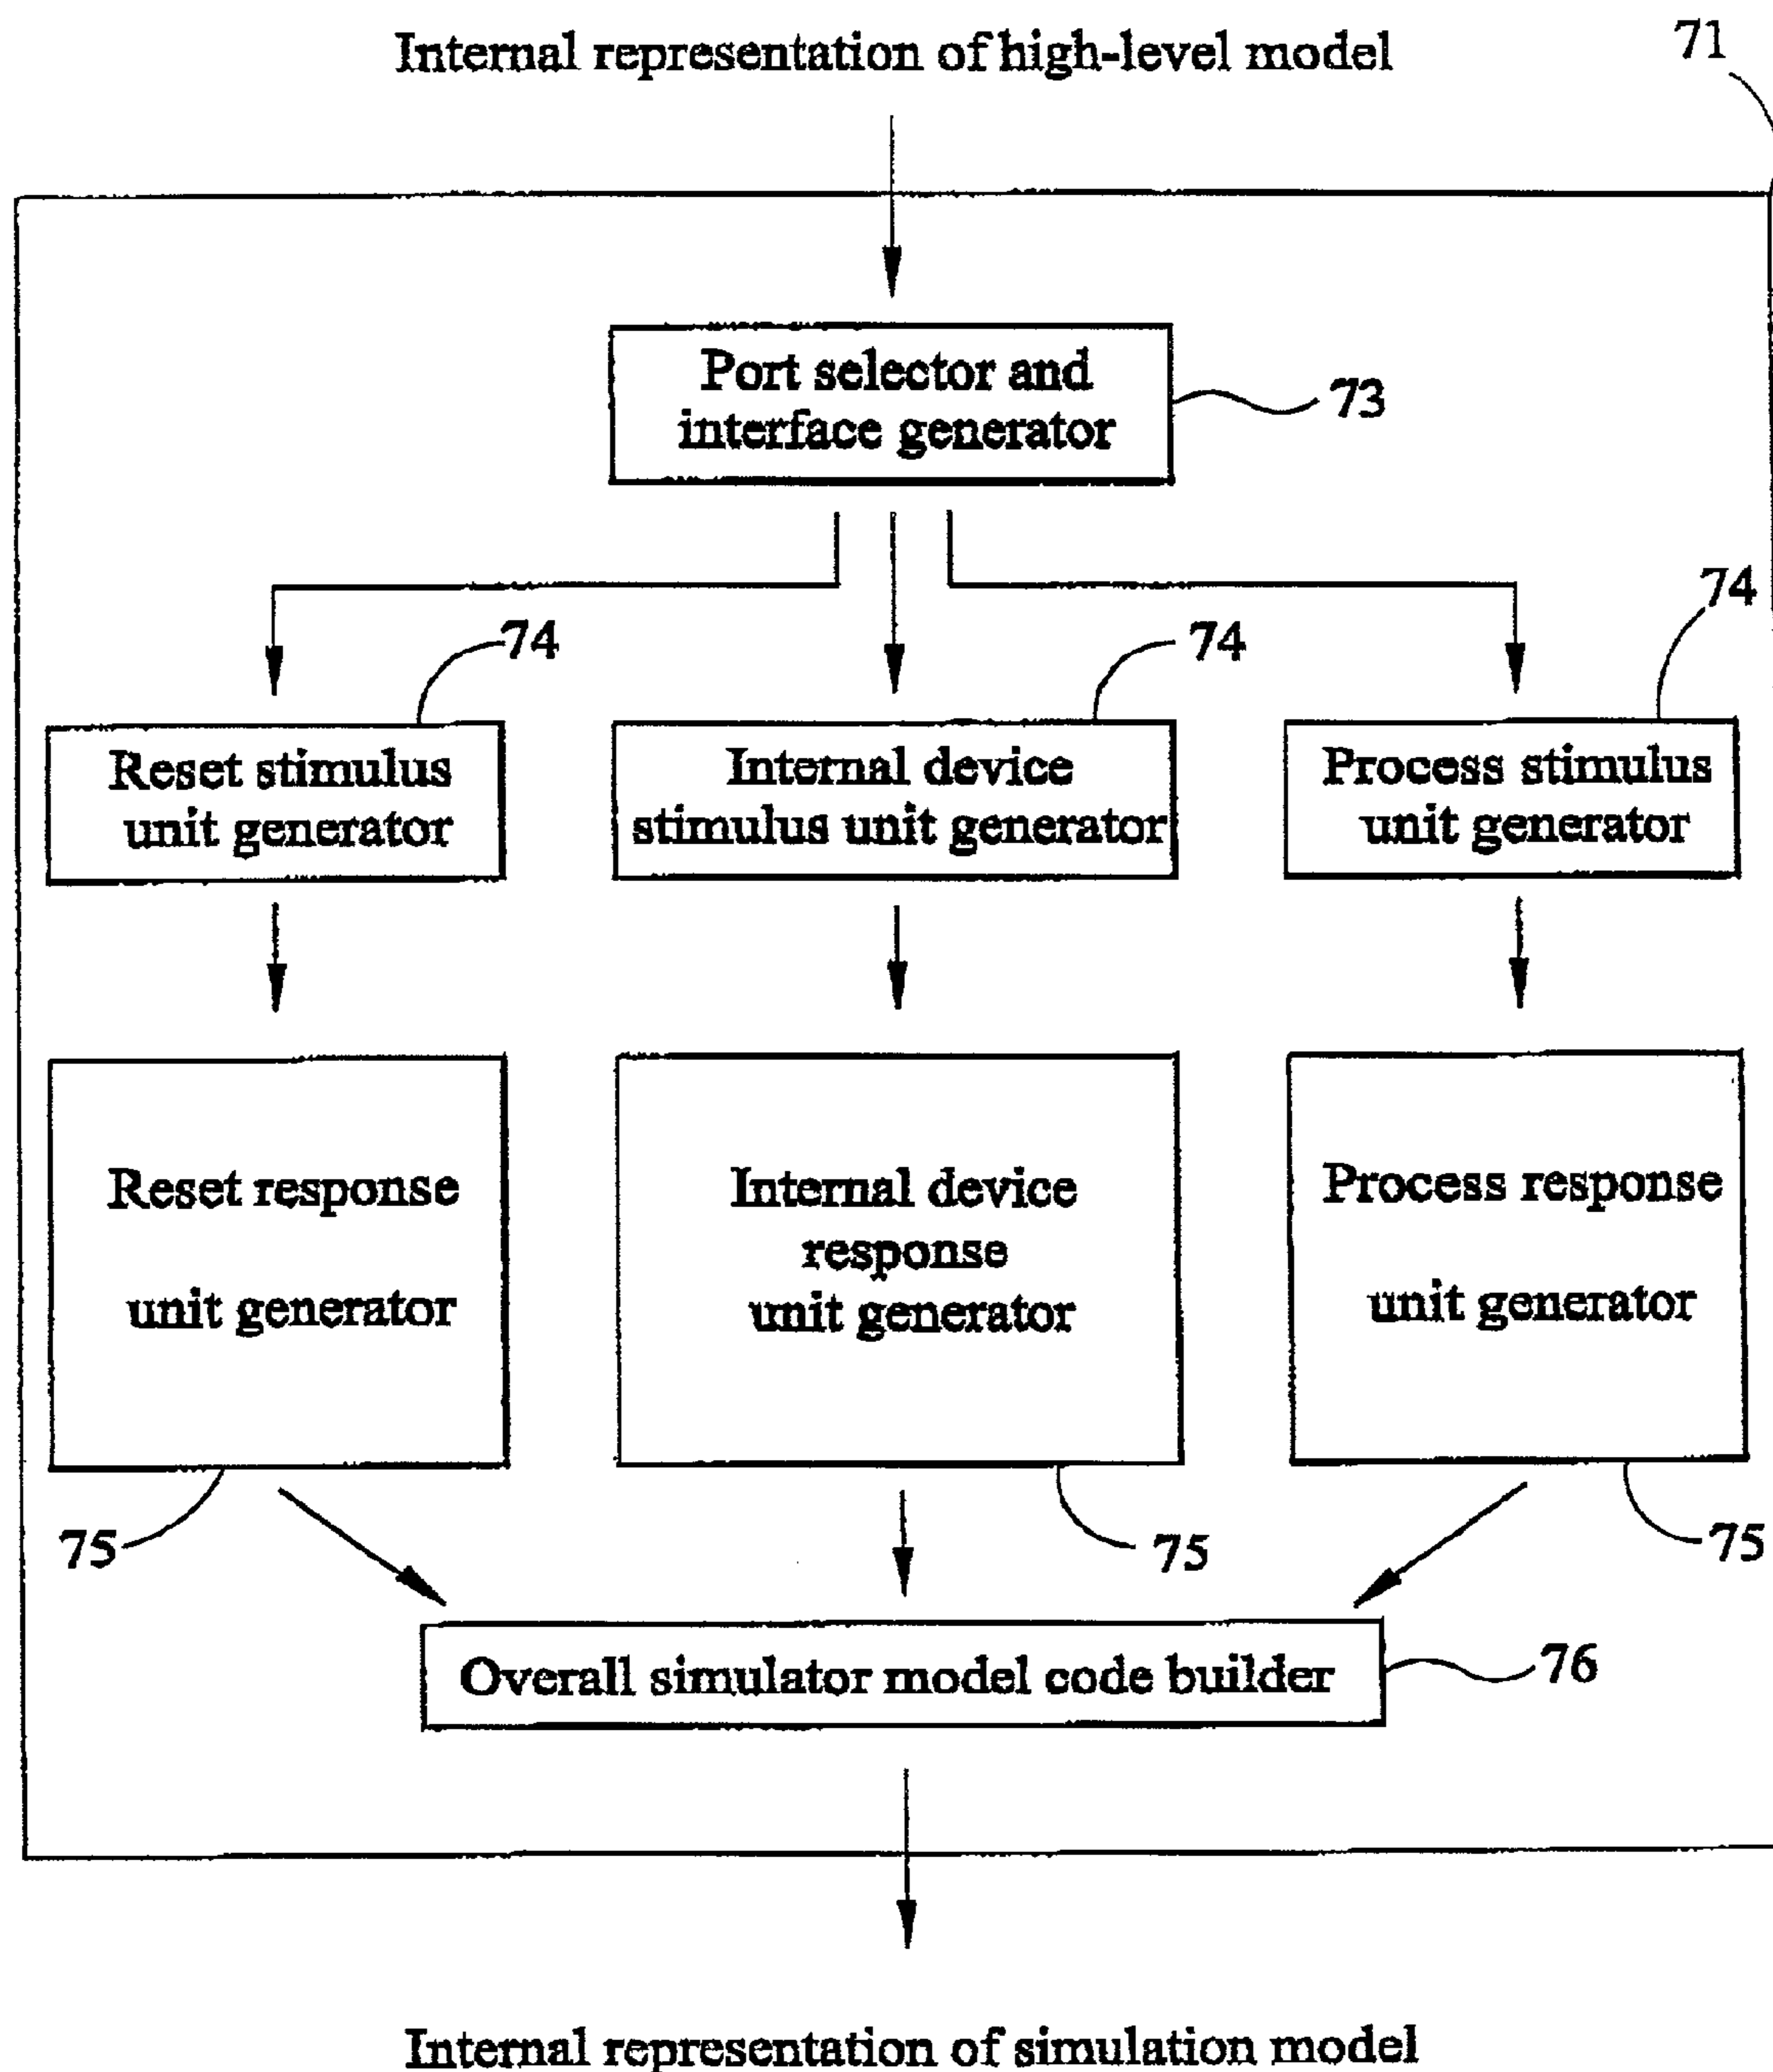 Internal representation of high-level model
71
Port selector and
interface generator
73
74
74
74
Reset stimulus
unit generator
Internal device
stimulus unit generator
Process stimulus
unit generator
Reset response
unit generator
Internal device
response
unit generator
Process response
unit generator
75
75
75
Overall simulator model code builder
76
Internal representation of simulation model